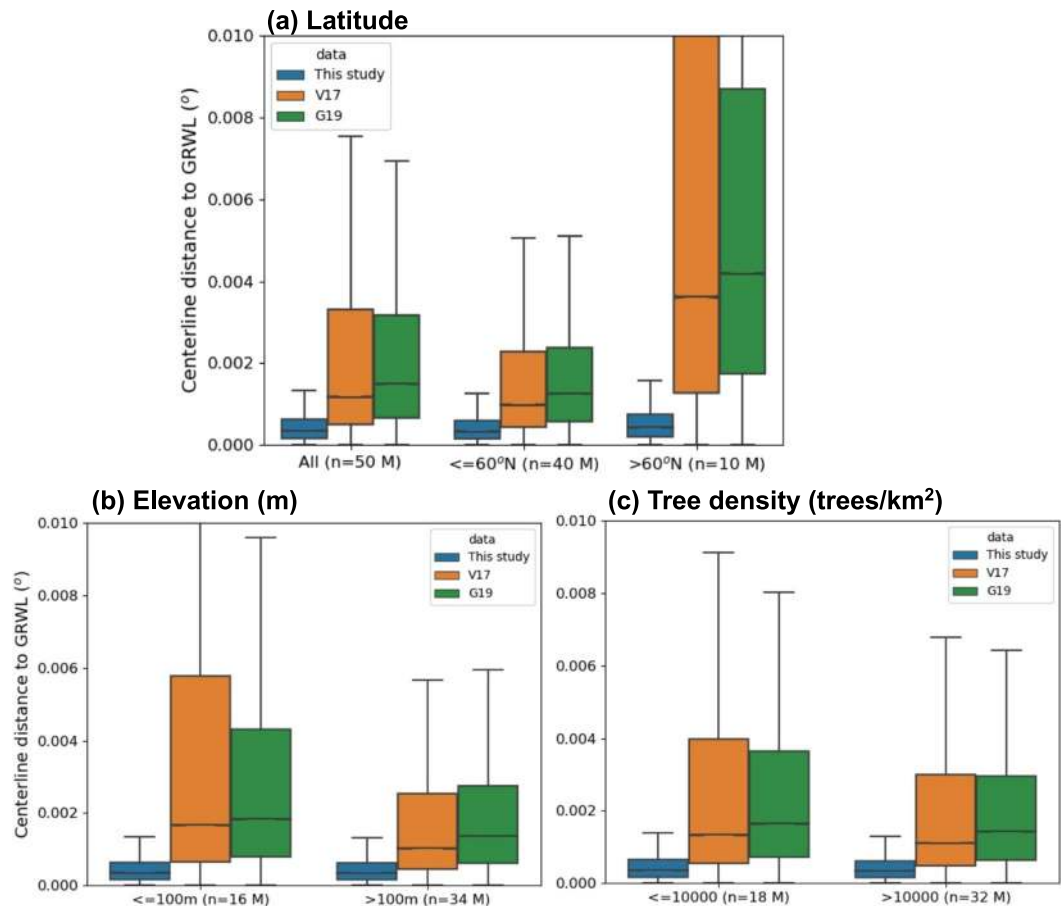 (a) Latitude
Centerline distance to GRWL (°)
0.010
0.008
0.006
0.004
0.002
0.000
data
This study
V17
G19
All (n=50 M)
<=60°N (n=40 M)
>60°N (n=10 M)
(b) Elevation (m)
Centerline distance to GRWL (°)
0.010
0.008
0.006
0.004
0.002
0.000
data
This study
V17
G19
<=100m (n=16 M)
>100m (n=34 M)
(c) Tree density (trees/km²)
0.010
0.008
0.006
0.004
0.002
0.000
data
This study
V17
G19
<=10000 (n=18 M)
>10000 (n=32 M)